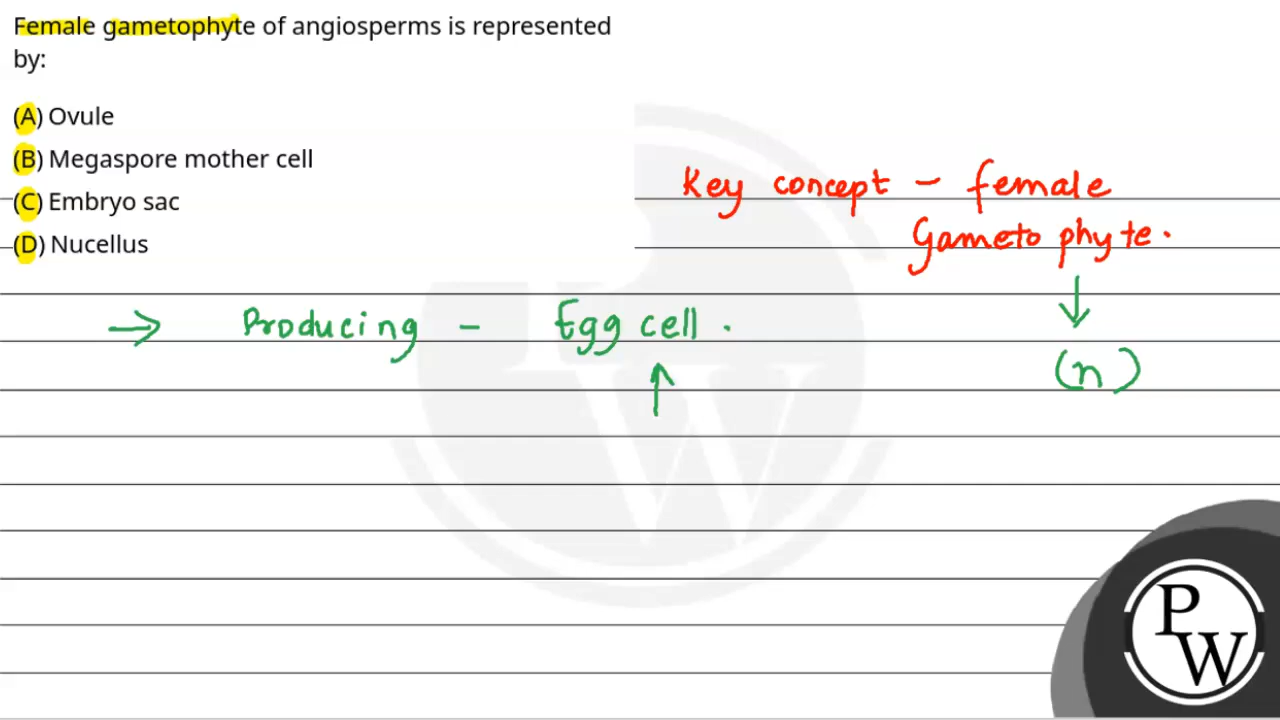 Female gametophyte of angiosperms is represented
by:
(A) Ovule
(B) Megaspore mother cell
(C) Embryo sac
(D) Nucellus
Key concept - female
Gameto phyte.
→ Producing - Egg cell.
(n)
PW